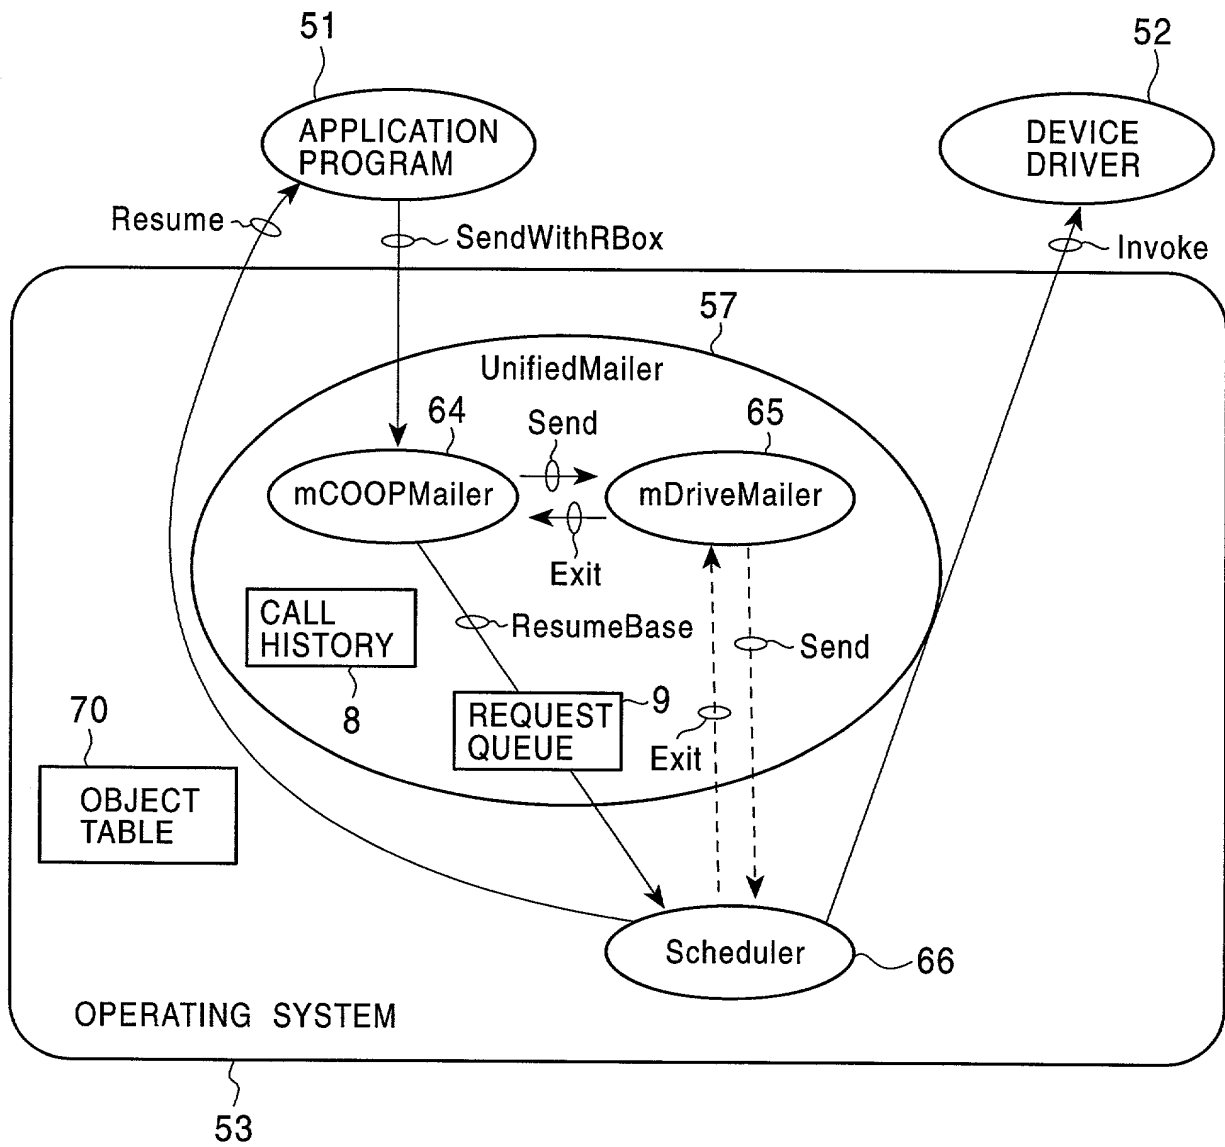 51
52
APPLICATION
PROGRAM
DEVICE
DRIVER
Resume
SendWithRBox
Invoke
57
UnifiedMailer
64
Send
65
mCOOPMailer
mDriveMailer
Exit
CALL
HISTORY
8
ResumeBase
Send
70
REQUEST
QUEUE
9
Exit
OBJECT
TABLE
Scheduler
66
OPERATING SYSTEM
53